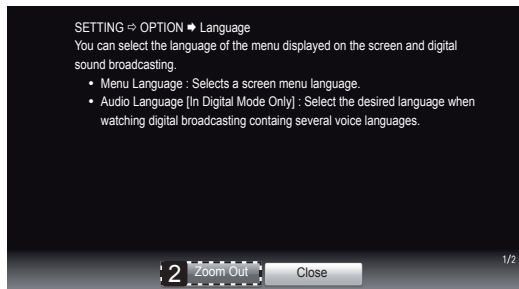 SETTING ⇨ OPTION ➡ Language
You can select the language of the menu displayed on the screen and digital
sound broadcasting.
• Menu Language : Selects a screen menu language.
• Audio Language [In Digital Mode Only] : Select the desired language when
watching digital broadcasting containg several voice languages.
1/2
2 Zoom Out Close